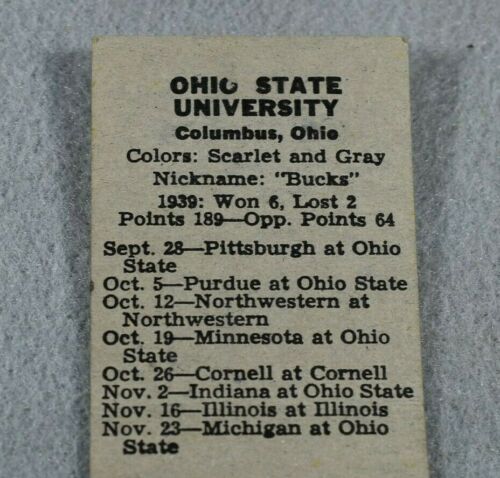 OHIO STATE
UNIVERSITY
Columbus, Ohio
Colors: Scarlet and Gray
Nickname: "Bucks"
1939: Won 6, Lost 2
Points 189—Opp. Points 64
Sept. 28—Pittsburgh at Ohio
State
Oct. 5—Purdue at Ohio State
Oct. 12—Northwestern at
Northwestern
Oct. 19—Minnesota at Ohio
State
Oct. 26—Cornell at Cornell
Nov. 2—Indiana at Ohio State
Nov. 16—Illinois at Illinois
Nov. 23—Michigan at Ohio
State